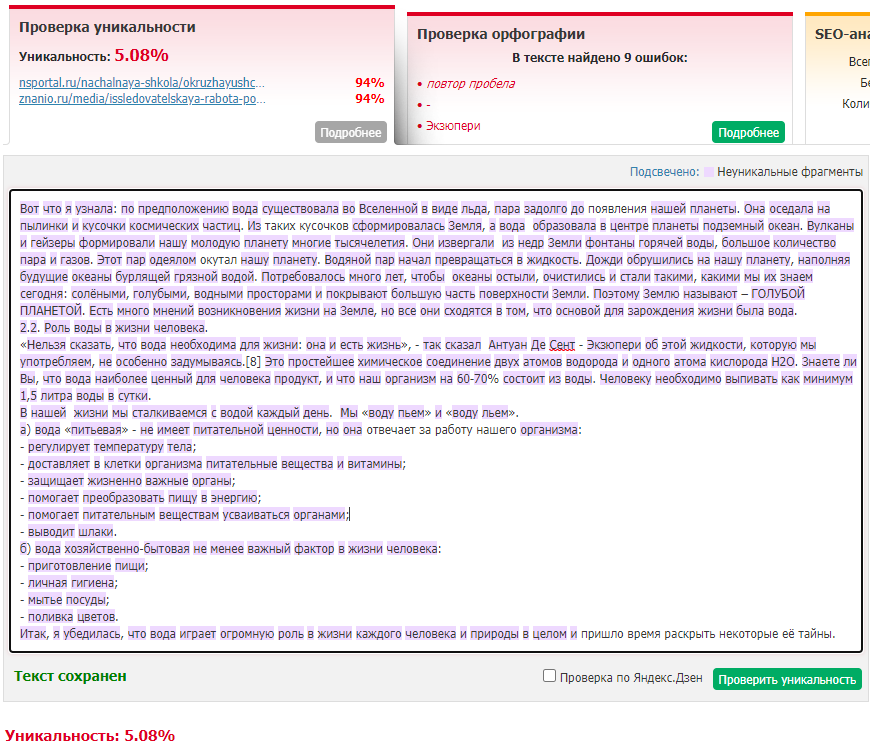 Проверка уникальности
Уникальность: 5.08%
nsportal.ru/nachalnaya-shkola/okruzhayushc... 94%
znanio.ru/media/issledovatelskaya-rabota-po... 94%
Подробнее
Проверка орфографии
В тексте найдено 9 ошибок:
• повтор пробела
• -
• Экзюпери
Подробнее
SEO-ана
Всег
Бе
Коли
Подсвечено: Неуникальные фрагменты
Вот что я узнала: по предположению вода существовала во Вселенной в виде льда, пара задолго до появления нашей планеты. Она оседала на
пылинки и кусочки космических частиц. Из таких кусочков сформировалась Земля, а вода  образовала в центре планеты подземный океан. Вулканы
и гейзеры формировали нашу молодую планету многие тысячелетия. Они извергали  из недр Земли фонтаны горячей воды, большое количество
пара и газов. Этот пар одеялом окутал нашу планету. Водяной пар начал превращаться в жидкость. Дожди обрушились на нашу планету, наполняя
будущие океаны бурлящей грязной водой. Потребовалось много лет, чтобы  океаны остыли, очистились и стали такими, какими мы их знаем
сегодня: солёными, голубыми, водными просторами и покрывают большую часть поверхности Земли. Поэтому Землю называют – ГОЛУБОЙ
ПЛАНЕТОЙ. Есть много мнений возникновения жизни на Земле, но все они сходятся в том, что основой для зарождения жизни была вода.
2.2. Роль воды в жизни человека.
«Нельзя сказать, что вода необходима для жизни: она и есть жизнь», - так сказал  Антуан Де Сент - Экзюпери об этой жидкости, которую мы
употребляем, не особенно задумываясь.[8] Это простейшее химическое соединение двух атомов водорода и одного атома кислорода H2O. Знаете ли
Вы, что вода наиболее ценный для человека продукт, и что наш организм на 60-70% состоит из воды. Человеку необходимо выпивать как минимум
1,5 литра воды в сутки.
В нашей  жизни мы сталкиваемся с водой каждый день.  Мы «воду пьем» и «воду льем».
а) вода «питьевая» - не имеет питательной ценности, но она отвечает за работу нашего организма:
- регулирует температуру тела;
- доставляет в клетки организма питательные вещества и витамины;
- защищает жизненно важные органы;
- помогает преобразовать пищу в энергию;
- помогает питательным веществам усваиваться органами;
- выводит шлаки.
б) вода хозяйственно-бытовая не менее важный фактор в жизни человека:
- приготовление пищи;
- личная гигиена;
- мытье посуды;
- поливка цветов.
Итак, я убедилась, что вода играет огромную роль в жизни каждого человека и природы в целом и пришло время раскрыть некоторые её тайны.
Текст сохранен
Проверка по Яндекс.Дзен
Проверить уникальность
Уникальность: 5.08%